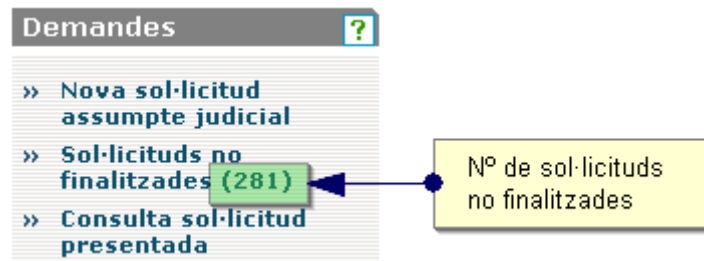 Demandes ?
» Nova sol·licitud
assumpte judicial
» Sol·licituds no
finalitzades (281)
» Consulta sol·licitud
presentada
Nº de sol·licituds
no finalitzades